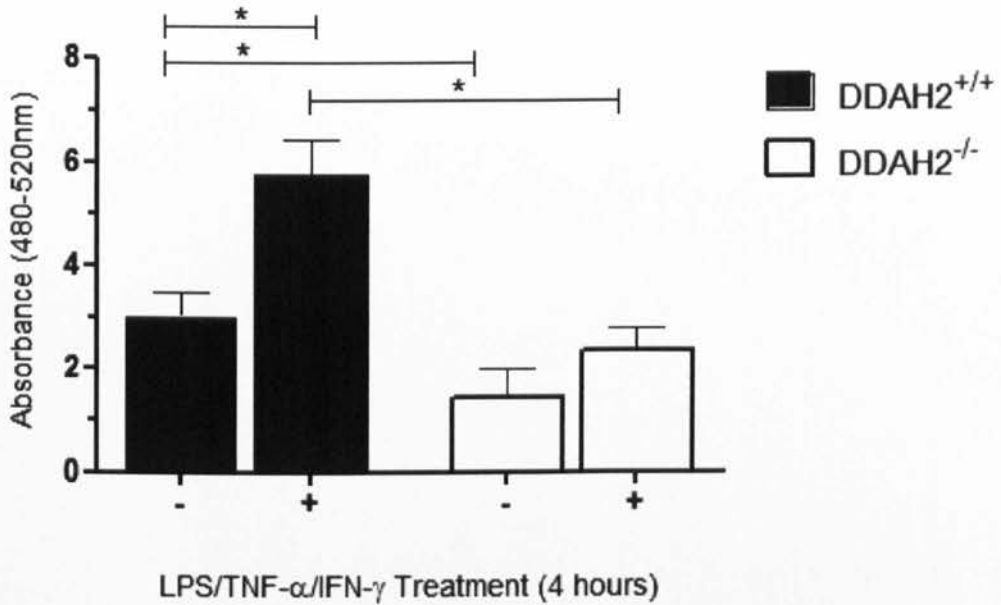 *
*
*
8
6
4
2
0
Absorbance (480-520nm)
DDAH2+/+
DDAH2-/-
- + - +
LPS/TNF-α/IFN-γ Treatment (4 hours)